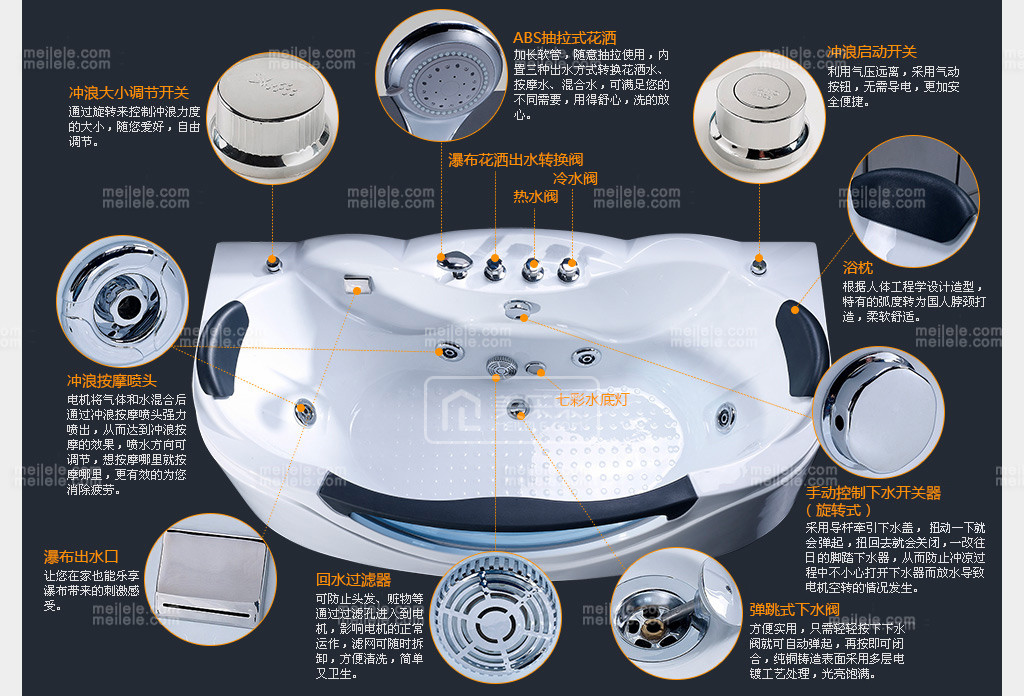 meilele.com
meilele.com
ABS抽拉式花洒
加长软管，随意抽拉使用，内
置三种出水方式转换花洒水、
按摩水、混合水，可满足您的
不同需要，用得舒心，洗的放
心。
冲浪启动开关
利用气压远离，采用气动
按钮，无需导电，更加安
全便捷。
冲浪大小调节开关
通过旋转来控制冲浪力度
的大小，随您爱好，自由
调节。
瀑布花洒出水转换阀
冷水阀
热水阀
meilele.com
meilele.com
meilele.com
meilele.com
meilele.com
meilele.com
浴枕
根据人体工程学设计造型，
特有的弧度转为国人脖颈打
造，柔软舒适。
冲浪按摩喷头
电机将气体和水混合后
通过冲浪按摩喷头强力
喷出，从而达到冲浪按
摩的效果，喷水方向可
调节，想按摩哪里就按
摩哪里，更有效的为您
消除疲劳。
七彩水底灯
手动控制下水开关器
（旋转式）
采用导杆牵引下水盖，扭动一下就
会弹起，扭回去就会关闭，一改往
日的脚踏下水器，从而防止冲凉过
程中不小心打开下水器而放水导致
电机空转的情况发生。
瀑布出水口
让您在家也能乐享
瀑布带来的刺激感
受。
回水过滤器
可防止头发、赃物等
通过过滤孔进入到电
机，影响电机的正常
运作，滤网可随时拆
卸，方便清洗，简单
又卫生。
弹跳式下水阀
方便实用，只需轻轻按下下水
阀就可自动弹起，再按即可闭
合，纯铜铸造表面采用多层电
镀工艺处理，光亮饱满。